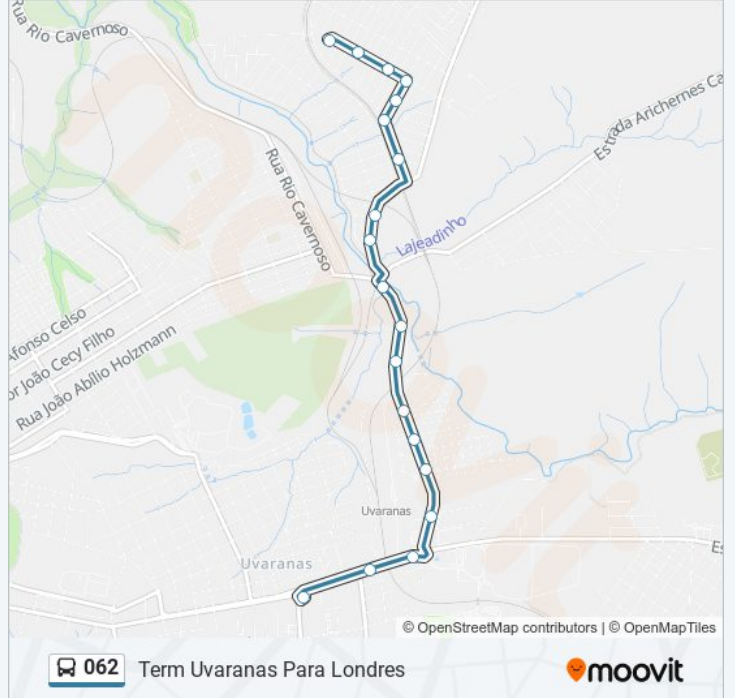 Rua Rio Cavernoso
Estrada Arichernes Ca
Rua Rio Cavernoso
Lajeadinho
Afonso Celso
or João Cecy Filho
Rua João Abílio Holzmann
Uvaranas
Uvaranas
Es
© OpenStreetMap contributors | © OpenMapTiles
062 Term Uvaranas Para Londres
moovit